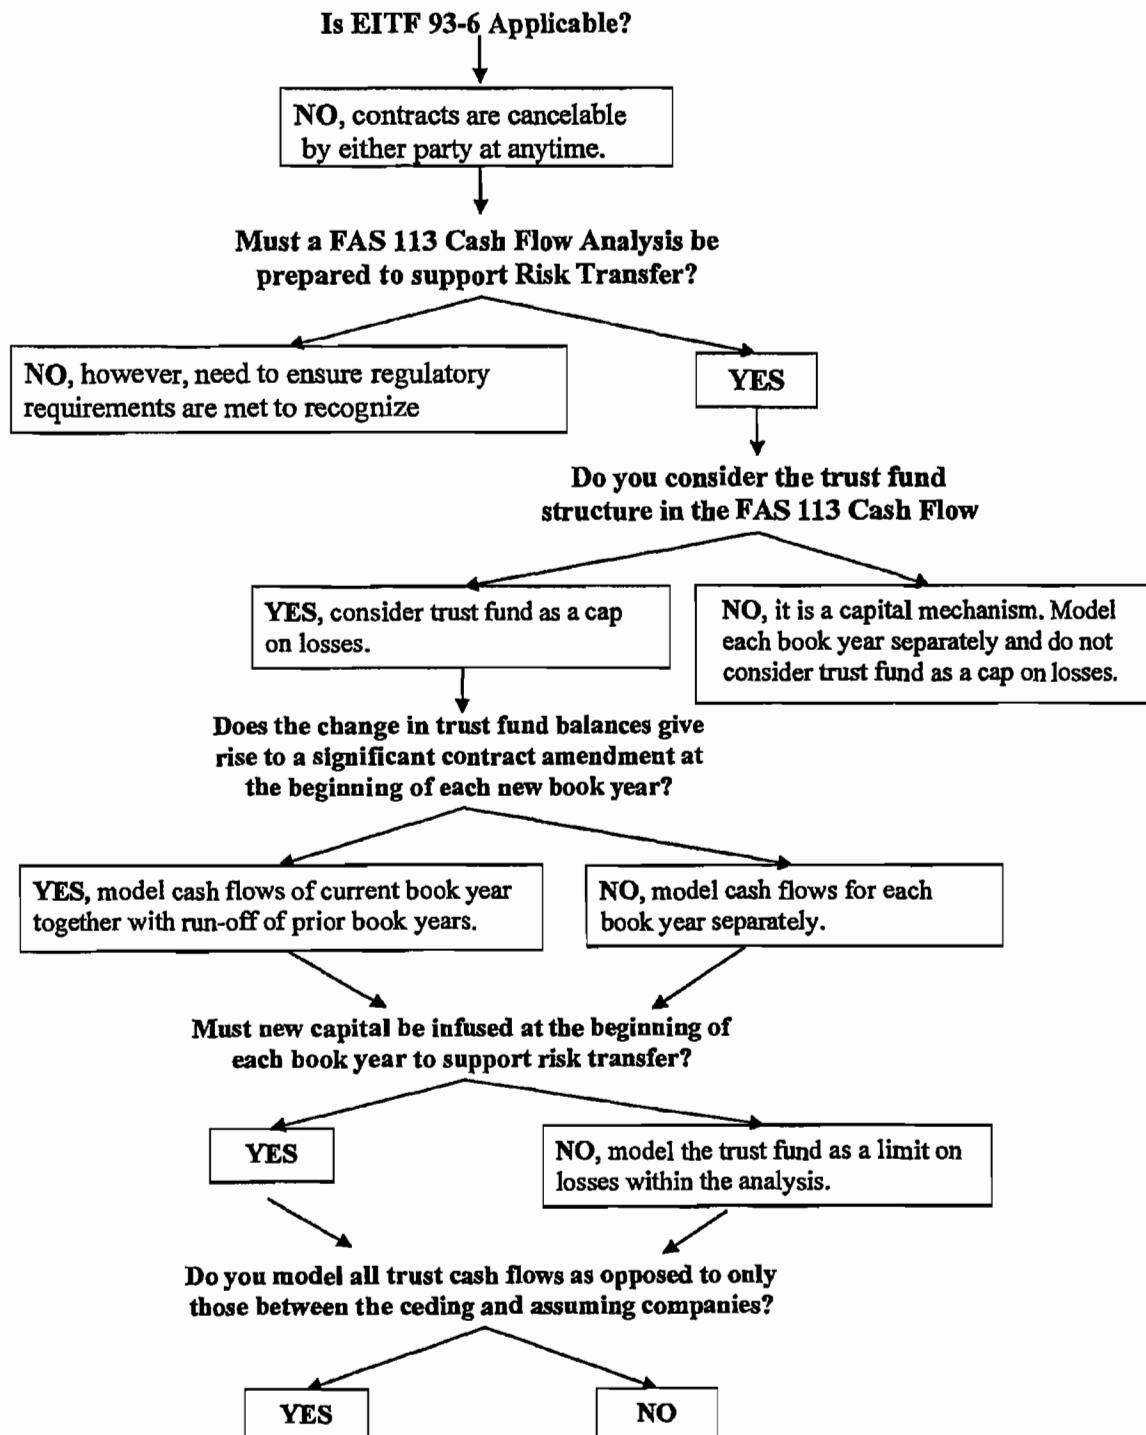 Is EITF 93-6 Applicable?
NO, contracts are cancelable
by either party at anytime.
Must a FAS 113 Cash Flow Analysis be
prepared to support Risk Transfer?
NO, however, need to ensure regulatory
requirements are met to recognize
YES
Do you consider the trust fund
structure in the FAS 113 Cash Flow
YES, consider trust fund as a cap
on losses.
NO, it is a capital mechanism. Model
each book year separately and do not
consider trust fund as a cap on losses.
Does the change in trust fund balances give
rise to a significant contract amendment at
the beginning of each new book year?
YES, model cash flows of current book year
together with run-off of prior book years.
NO, model cash flows for each
book year separately.
Must new capital be infused at the beginning of
each book year to support risk transfer?
YES
NO, model the trust fund as a limit on
losses within the analysis.
Do you model all trust cash flows as opposed to only
those between the ceding and assuming companies?
YES
NO